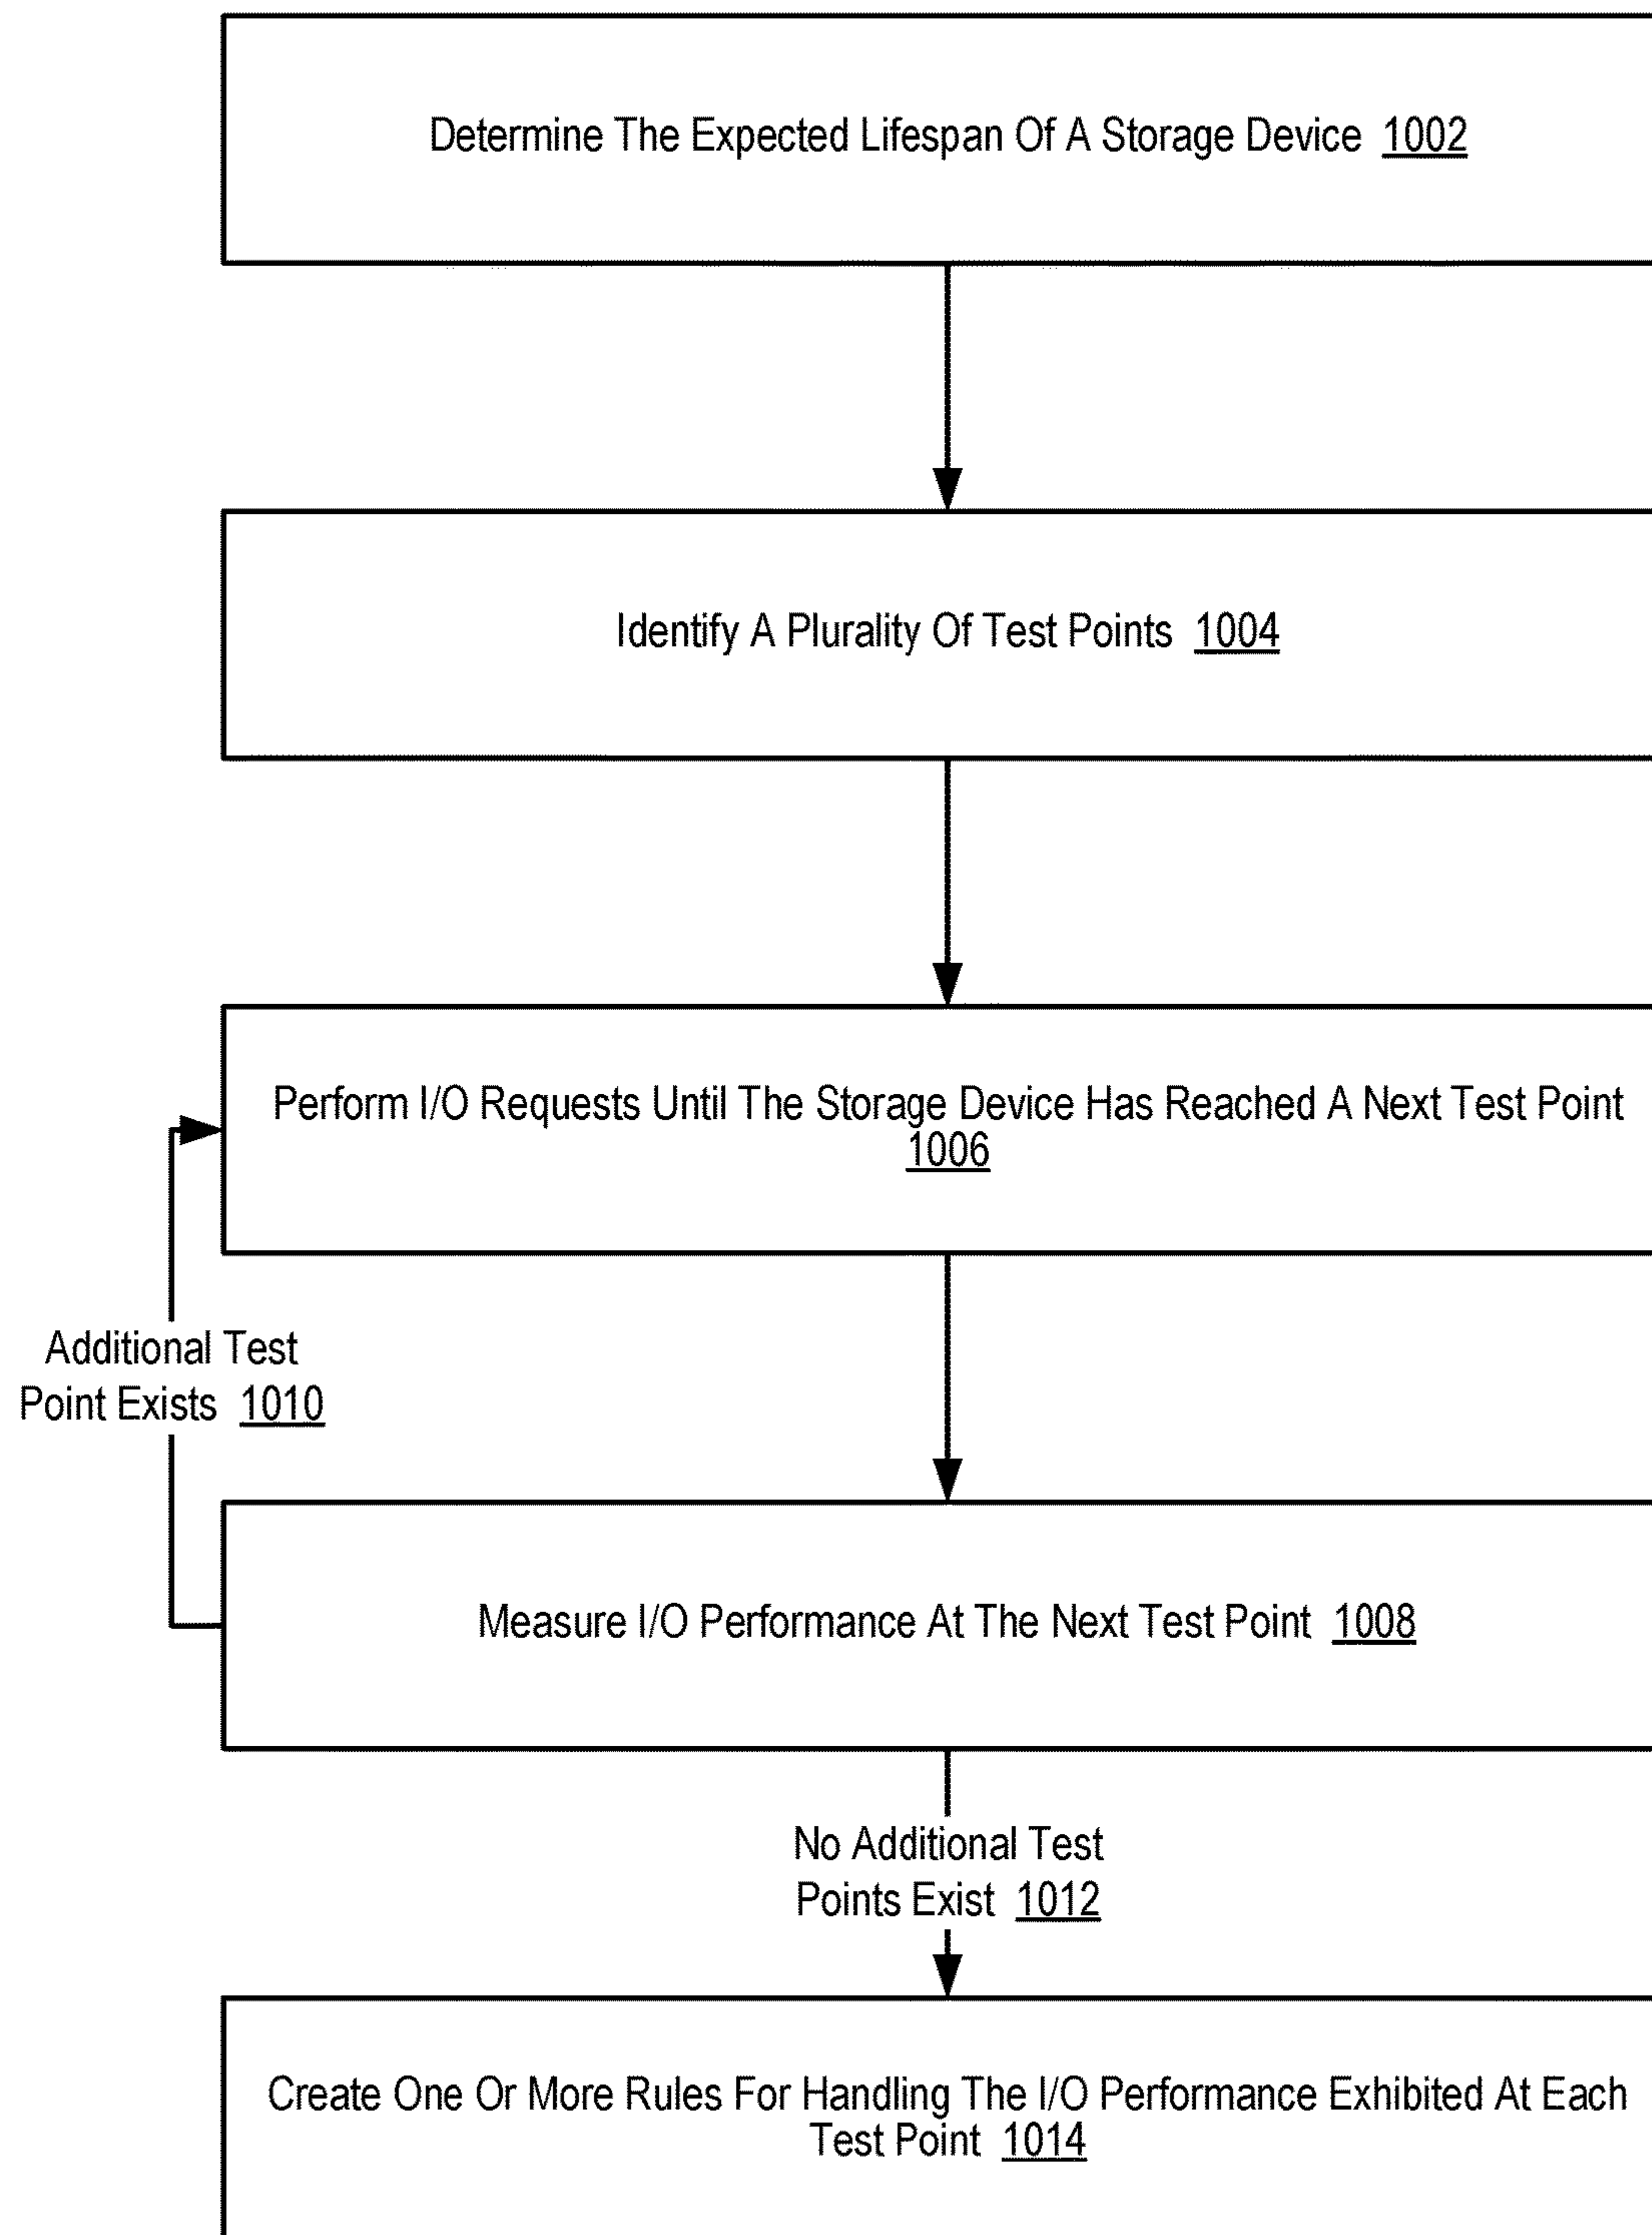 Determine The Expected Lifespan Of A Storage Device 1002
Identify A Plurality Of Test Points 1004
Perform I/O Requests Until The Storage Device Has Reached A Next Test Point
1006
Additional Test
Point Exists 1010
Measure I/O Performance At The Next Test Point 1008
No Additional Test
Points Exist 1012
Create One Or More Rules For Handling The I/O Performance Exhibited At Each
Test Point 1014